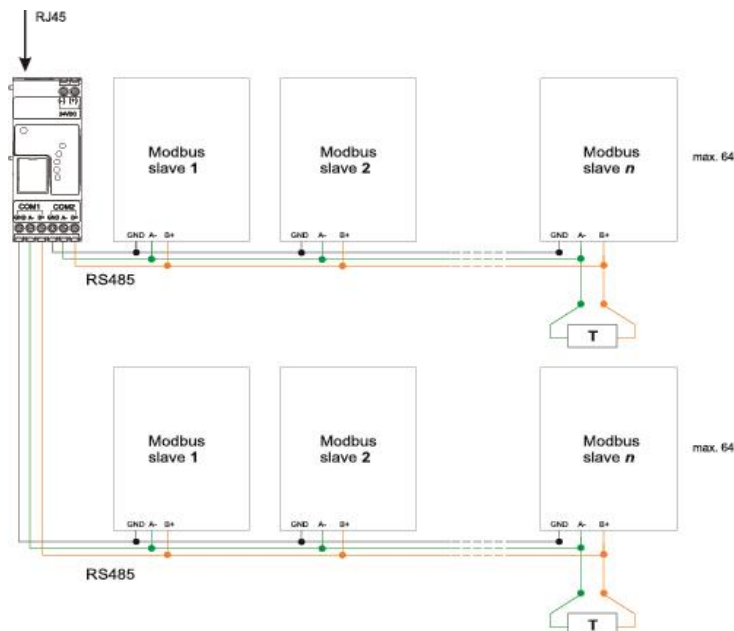 RJ45
(-) (+)
24VDC
COM1 COM2
GND A- B+ GND A- B+
Modbus
slave 1
Modbus
slave 2
Modbus
slave n
max. 64
GND A- B+
GND A- B+
GND A- B+
RS485
T
Modbus
slave 1
Modbus
slave 2
Modbus
slave n
max. 64
GND A- B+
GND A- B+
GND A- B+
RS485
T